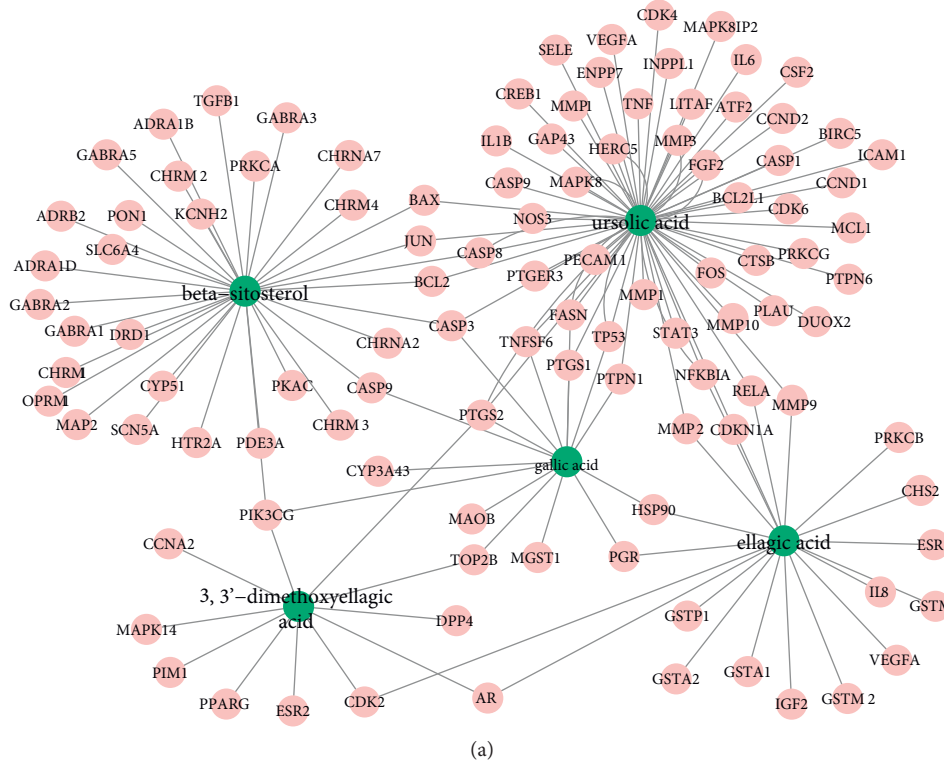 CDK4
MAPK8IP2
VEGFA
SELE
INPPL1
IL6
ENPP7
CSF2
CREB1
TGFB1
MMP1
TNF
LITAF
ATF2
GABRA3
ADRA1B
CCND2
BIRC5
IL1B
GAP43
HERC5
MMP3
GABRA5
PRKCA
CHRNA7
FGF2
CASP1
ICAM1
CHRM 2
CASP9
MAPK8
CCND1
BCL2L1
BAX
CHRM4
CDK6
ADRB2
PON1
KCNH2
NOS3
ursolic acid
MCL1
JUN
SLC6A4
CASP8
PECAM1
CTSB
PRKCG
ADRA1D
BCL2
PTGER3
FOS
PTPN6
beta-sitosterol
MMP1
GABRA2
PLAU
FASN
DUOX2
GABRA1
DRD1
CASP3
MMP10
STAT3
TP53
CHRNA2
TNFSF6
CHRM1
PTGS1
NFKBIA
PTPN1
CYP51
PKAC
CASP9
RELA
OPRM1
MMP9
PTGS2
MAP2
SCN5A
CHRM 3
MMP 2
CDKN1A
HTR2A
PDE3A
PRKCB
gallic acid
CYP3A43
CHS2
PIK3CG
MAOB
HSP90
ellagic acid
ESR
CCNA2
TOP2B
MGST1
PGR
3, 3’-dimethoxyellagic
acid
IL8
GSTM
DPP4
GSTP1
MAPK14
VEGFA
PIM1
GSTA2
GSTA1
PPARG
ESR2
CDK2
AR
IGF2
GSTM 2
(a)